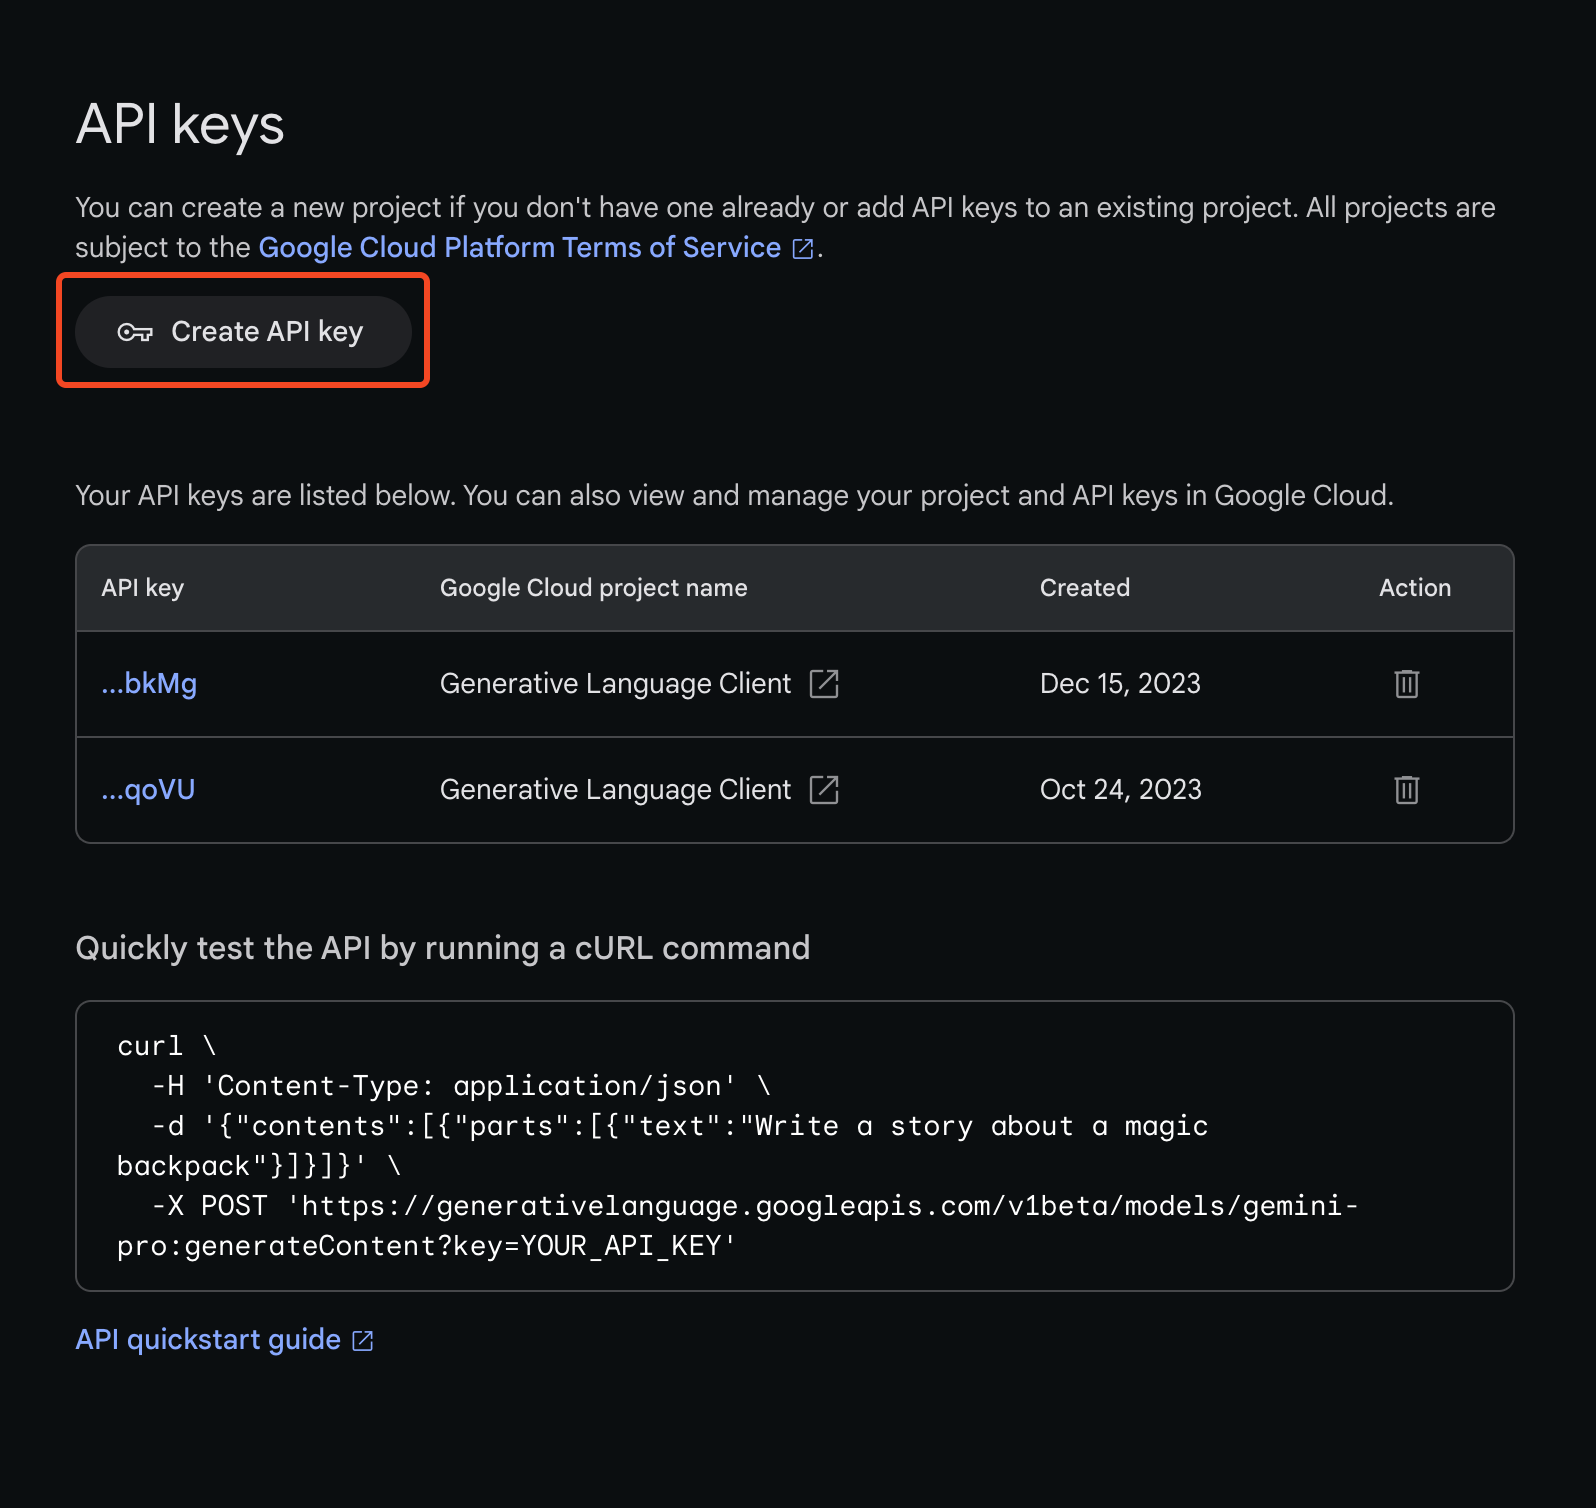 API keys
You can create a new project if you don't have one already or add API keys to an existing project. All projects are
subject to the Google Cloud Platform Terms of Service.
Create API key
Your API keys are listed below. You can also view and manage your project and API keys in Google Cloud.
API key Google Cloud project name Created Action
...bkMg Generative Language Client Dec 15, 2023
...qoVU Generative Language Client Oct 24, 2023
Quickly test the API by running a cURL command
curl \
  -H 'Content-Type: application/json' \
  -d '{"contents":[{"parts":[{"text":"Write a story about a magic
backpack"}]}]}' \
  -X POST 'https://generativelanguage.googleapis.com/v1beta/models/gemini-
pro:generateContent?key=YOUR_API_KEY'
API quickstart guide